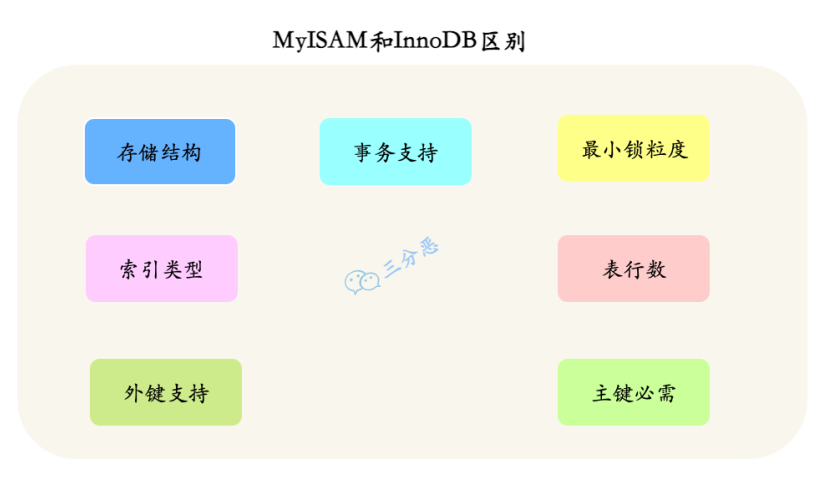 MyISAM和InnoDB区别
存储结构
事务支持
最小锁粒度
索引类型
三分恶
表行数
外键支持
主键必需